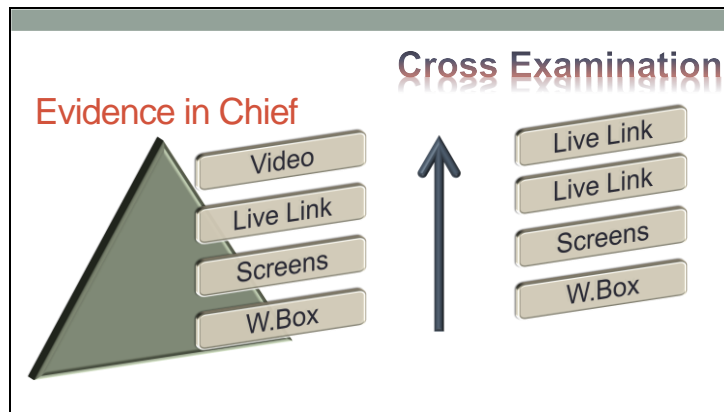 Cross Examination
Evidence in Chief
Video
Live Link
Screens
W.Box
Live Link
Live Link
Screens
W.Box